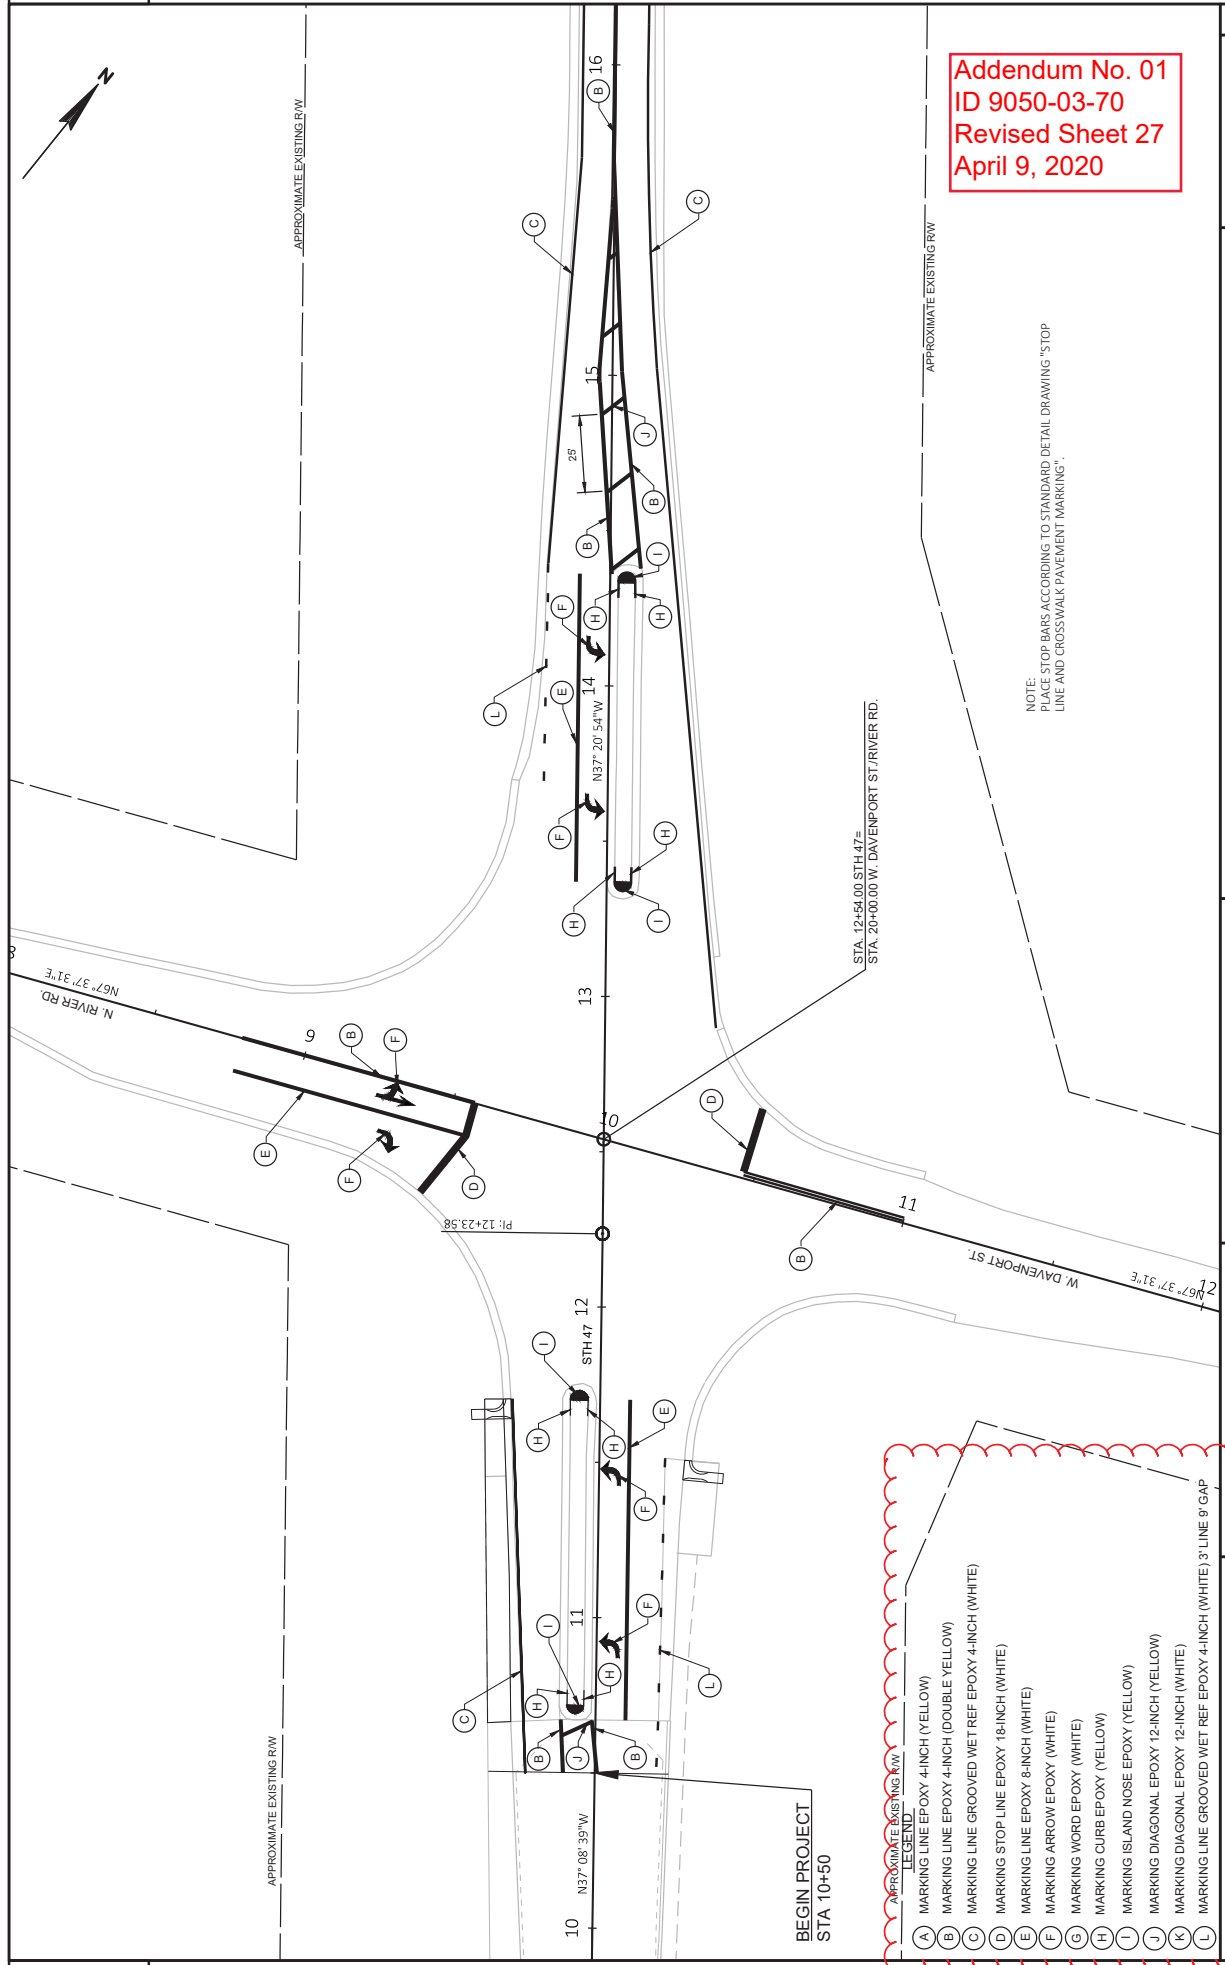 Addendum No. 01
ID 9050-03-70
Revised Sheet 27
April 9, 2020
N
APPROXIMATE EXISTING R/W
APPROXIMATE EXISTING R/W
16
B
C
C
15
25'
J
B
B
I
F
H
H
L
E
14
N37° 20' 54"W
F
H
H
I
NOTE:
PLACE STOP BARS ACCORDING TO STANDARD DETAIL DRAWING "STOP
LINE AND CROSSWALK PAVEMENT MARKING".
STA. 12+54.00 STH 47=
STA. 20+00.00 W. DAVENPORT ST./RIVER RD.
13
8
N67° 37' 31"E
N. RIVER RD.
9
B
F
E
F
D
10
D
PI: 12+23.58
11
B
W. DAVENPORT ST.
N67° 37' 31"E
12
12
STH 47
I
H
H
E
F
11
F
I
H
H
L
C
B
J
B
APPROXIMATE EXISTING R/W
N37° 08' 39"W
10
BEGIN PROJECT
STA 10+50
APPROXIMATE EXISTING R/W
LEGEND
A MARKING LINE EPOXY 4-INCH (YELLOW)
B MARKING LINE EPOXY 4-INCH (DOUBLE YELLOW)
C MARKING LINE GROOVED WET REF EPOXY 4-INCH (WHITE)
D MARKING STOP LINE EPOXY 18-INCH (WHITE)
E MARKING LINE EPOXY 8-INCH (WHITE)
F MARKING ARROW EPOXY (WHITE)
G MARKING WORD EPOXY (WHITE)
H MARKING CURB EPOXY (YELLOW)
I MARKING ISLAND NOSE EPOXY (YELLOW)
J MARKING DIAGONAL EPOXY 12-INCH (YELLOW)
K MARKING DIAGONAL EPOXY 12-INCH (WHITE)
L MARKING LINE GROOVED WET REF EPOXY 4-INCH (WHITE) 3' LINE 9' GAP